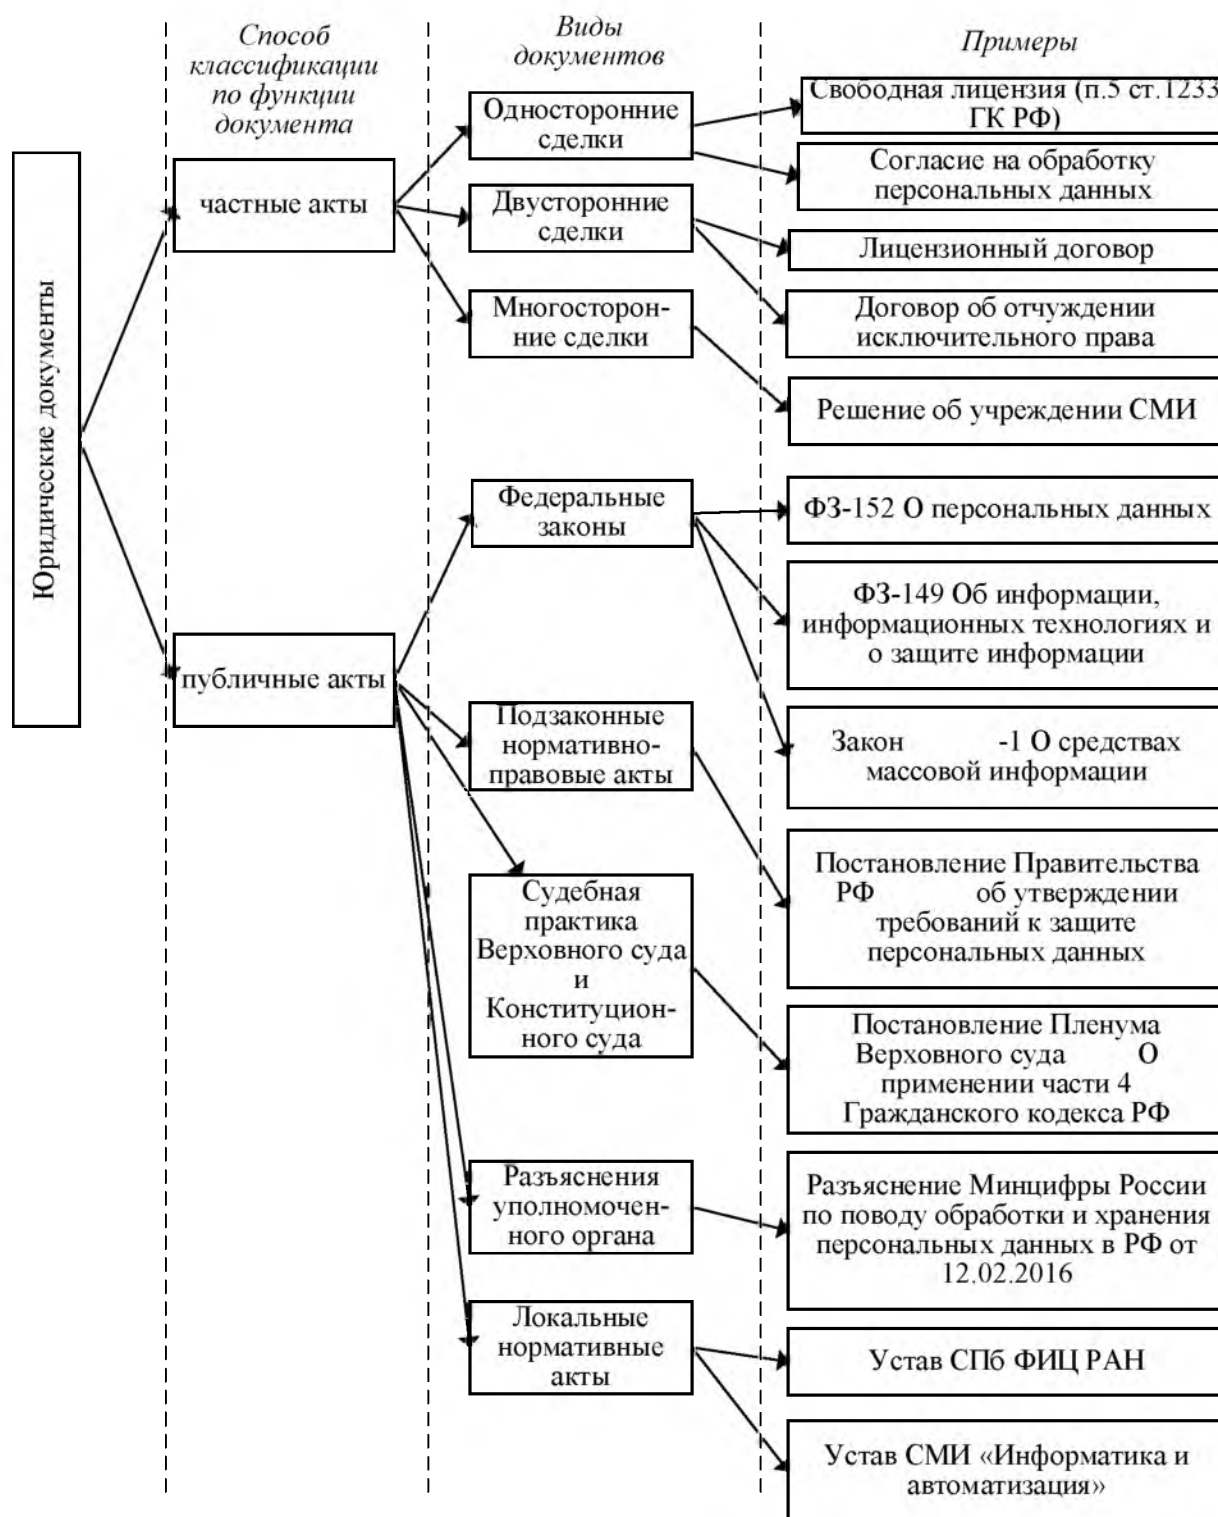 Способ
классификации
по функции
документа
Виды
документов
Примеры
Юридические документы
частные акты
Односторонние
сделки
Свободная лицензия (п.5 ст.1233
ГК РФ)
Согласие на обработку
персональных данных
Двусторонние
сделки
Лицензионный договор
Договор об отчуждении
исключительного права
Многосторон-
ние сделки
Решение об учреждении СМИ
публичные акты
Федеральные
законы
ФЗ-152 О персональных данных
ФЗ-149 Об информации,
информационных технологиях и
о защите информации
Закон -1 О средствах
массовой информации
Подзаконные
нормативно-
правовые акты
Постановление Правительства
РФ об утверждении
требований к защите
персональных данных
Судебная
практика
Верховного суда
и
Конституцион-
ного суда
Постановление Пленума
Верховного суда О
применении части 4
Гражданского кодекса РФ
Разъяснения
уполномочен-
ного органа
Разъяснение Минцифры России
по поводу обработки и хранения
персональных данных в РФ от
12.02.2016
Локальные
нормативные
акты
Устав СПб ФИЦ РАН
Устав СМИ «Информатика и
автоматизация»